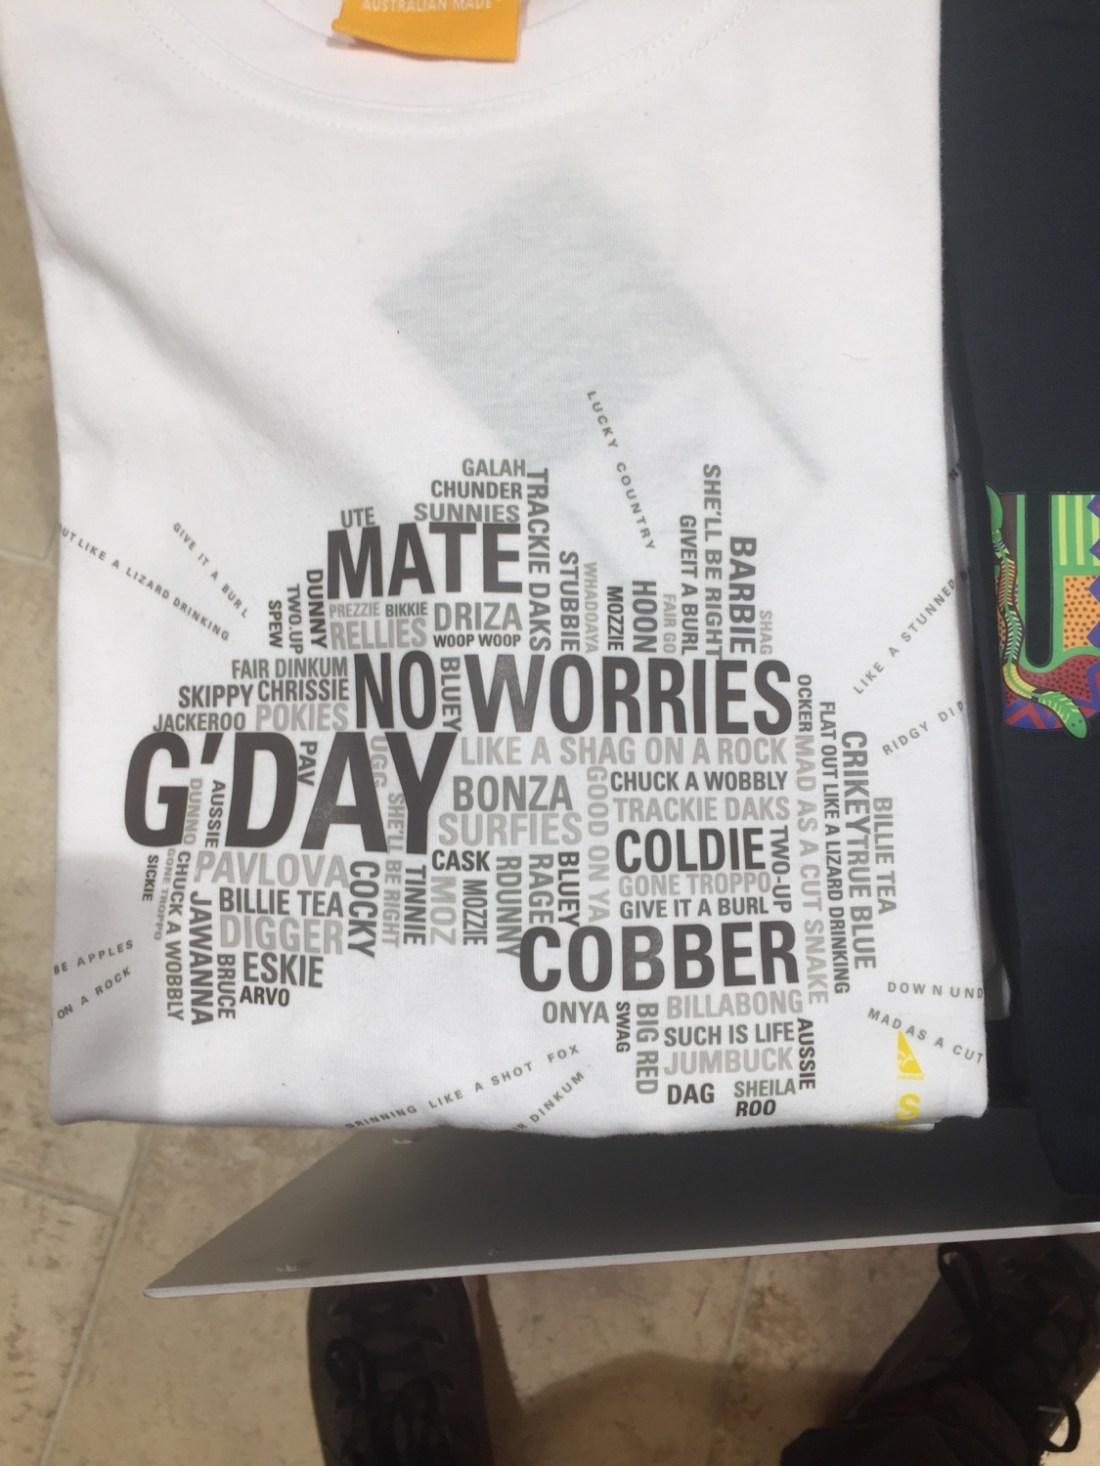 AUSTRALIAN MADE
LUCKY COUNTRY
GALAH
CHUNDER
SUNNIES
UTE
MATE
TRACKIE DAKS
SHE'LL BE RIGHT
GIVEIT A BURL
BARBIE
SHAG
STUBBIE
WHADDAYA
MOZZIE
HOON
FAIR GO
GIVE IT A BURL
OUT LIKE A LIZARD DRINKING
DUNNY
TWO.UP
SPEW
PREZZIE
BIKKIE
DRIZA
RELLIES
WOOP WOOP
LIKE A STUNNED
RIDGY DID
FAIR DINKUM
SKIPPY
CHRISSIE
JACKEROO
POKIES
NO
BLUEY
WORRIES
OCKER
G'DAY
PAV
UGG
LIKE A SHAG ON A ROCK
BONZA
CHUCK A WOBBLY
SURFIES
GOOD ON YA
TRACKIE DAKS
MAD AS A CUT SNAKE
FLAT OUT LIKE A LIZARD DRINKING
CRIKEY
TRUE BLUE
BILLIE TEA
DUNNO
AUSSIE
SHE'LL BE RIGHT
COLDIE
TWO-UP
SICKIE
GONE TROPPO
CHUCK A WOBBLY
PAVLOVA
COCKY
TINNIE
CASK
MOZ
MOZZIE
RDUNNY
RAGE
BLUEY
GONE TROPPO
GIVE IT A BURL
JAWANNA
BILLIE TEA
DIGGER
BRUCE
ESKIE
ARVO
COBBER
ONYA
SWAG
BIG RED
BILLABONG
SUCH IS LIFE
AUSSIE
JUMBUCK
DAG
SHEILA
ROO
BE APPLES
ON A ROCK
DOWN UND
MAD AS A CUT
GRINNING LIKE A SHOT FOX
R DINKUM
S